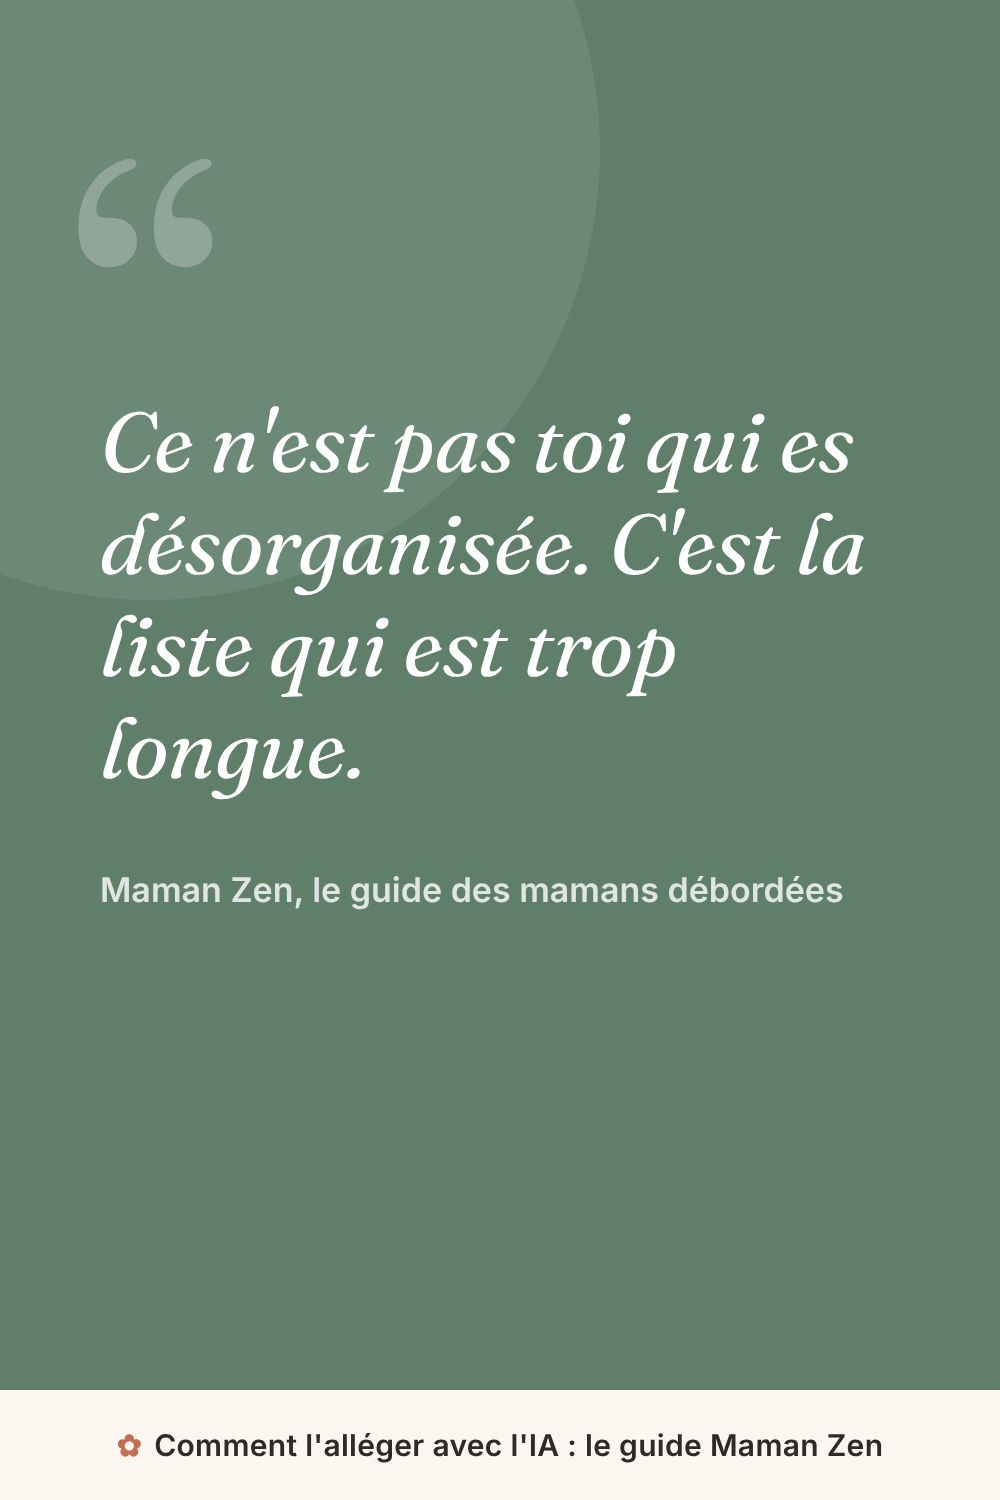 “
Ce n'est pas toi qui es
désorganisée. C'est la
liste qui est trop
longue.
Maman Zen, le guide des mamans débordées
✿ Comment l'alléger avec l'IA : le guide Maman Zen